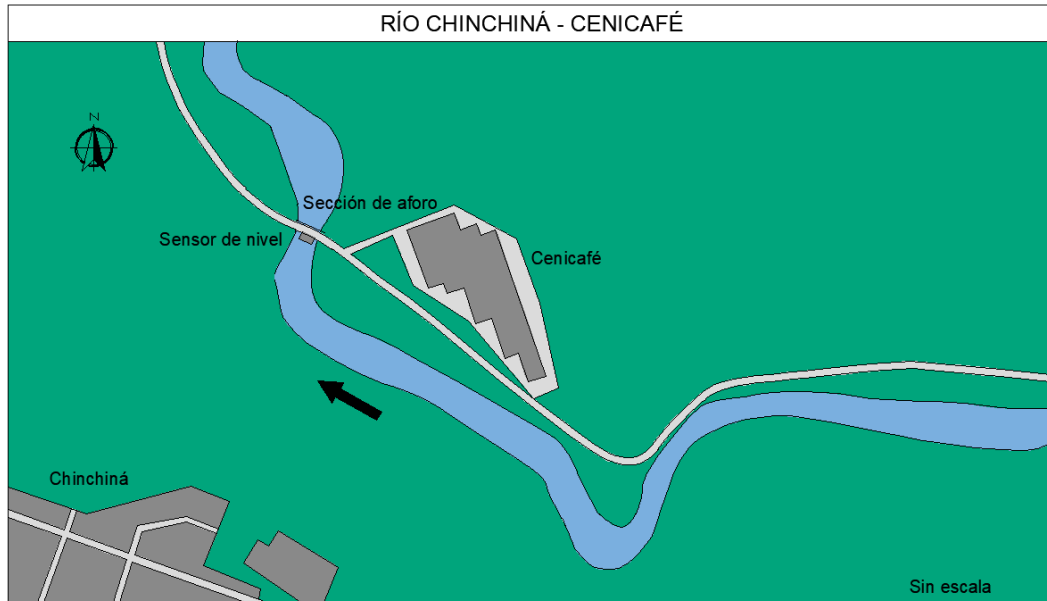 RÍO CHINCHINÁ - CENICAFÉ
N
Sección de aforo
Sensor de nivel
Cenicafé
Chinchiná
Sin escala